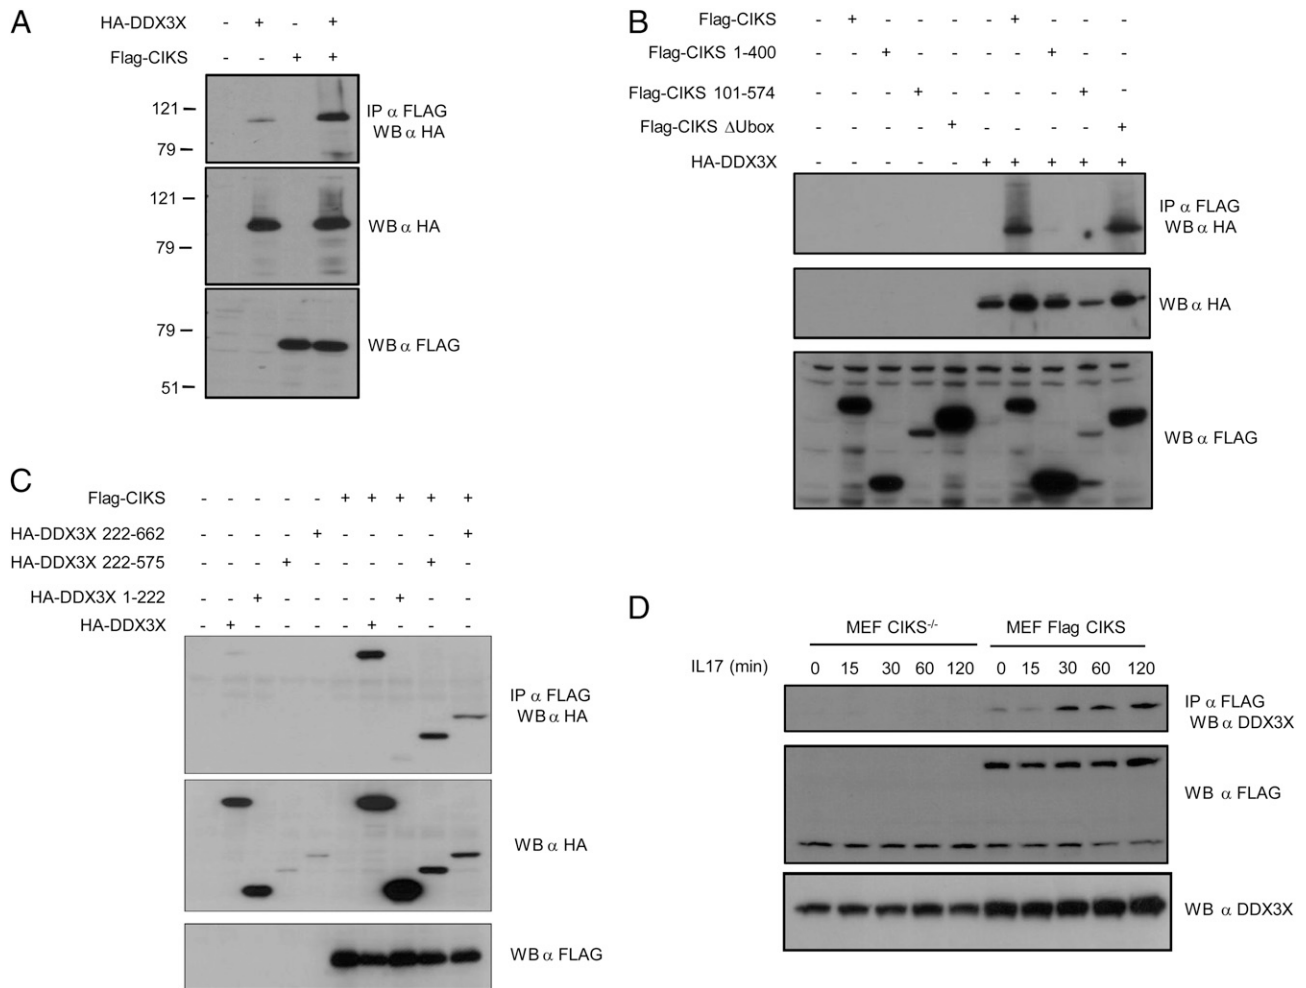 A
HA-DDX3X - + - +
Flag-CIKS - - + +
121
79
IP α FLAG
WB α HA
121
79
WB α HA
79
51
WB α FLAG
B
Flag-CIKS - + - - - - + - - -
Flag-CIKS 1-400 - - + - - - - + - -
Flag-CIKS 101-574 - - - + - - - - + -
Flag-CIKS ΔUbox - - - - + - - - - +
HA-DDX3X - - - - - + + + + +
IP α FLAG
WB α HA
WB α HA
WB α FLAG
C
Flag-CIKS - - - - - + + + + +
HA-DDX3X 222-662 - - - - + - - - - +
HA-DDX3X 222-575 - - - + - - - - + -
HA-DDX3X 1-222 - - + - - - - + - -
HA-DDX3X - + - - - - + - - -
IP α FLAG
WB α HA
WB α HA
WB α FLAG
D
MEF CIKS-/- MEF Flag CIKS
IL17 (min) 0 15 30 60 120 0 15 30 60 120
IP α FLAG
WB α DDX3X
WB α FLAG
WB α DDX3X